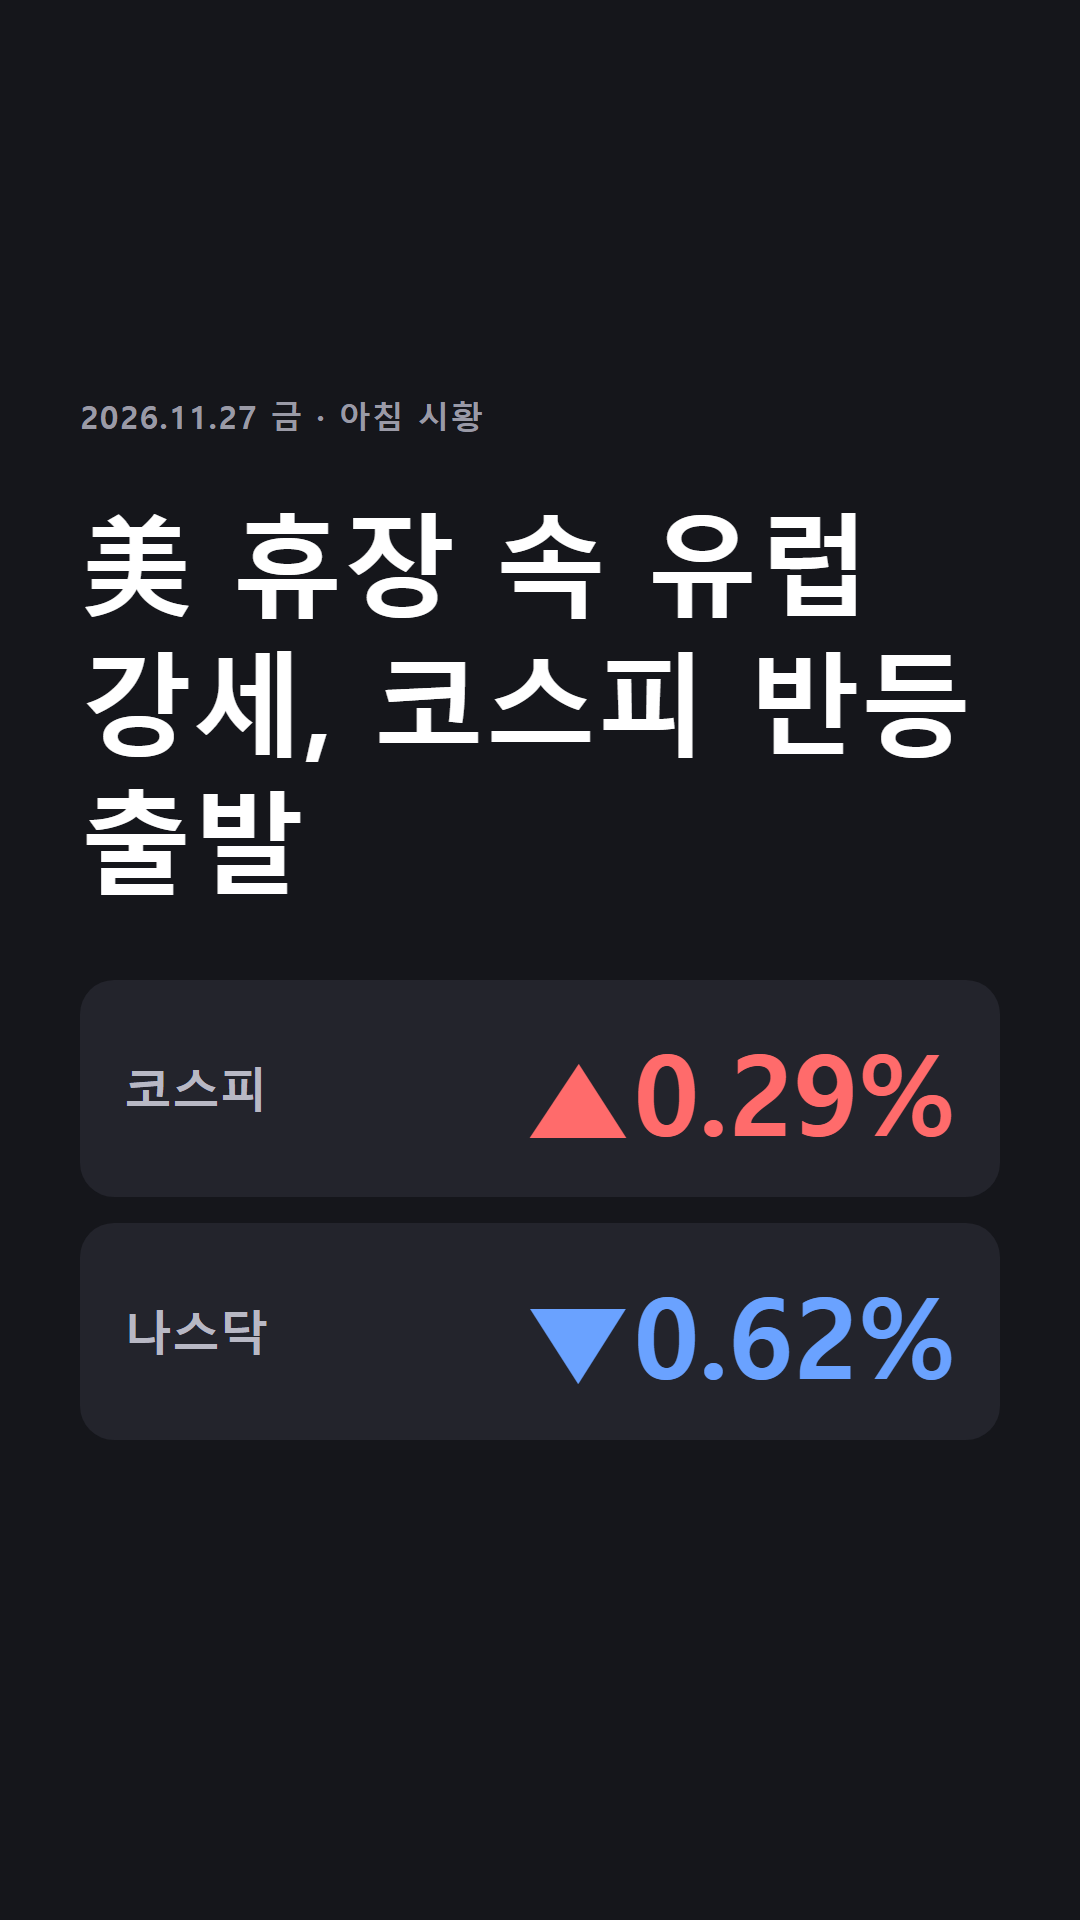 2026.11.27 금 · 아침 시황
美 휴장 속 유럽
강세, 코스피 반등
출발
코스피 ▲0.29%
나스닥 ▼0.62%